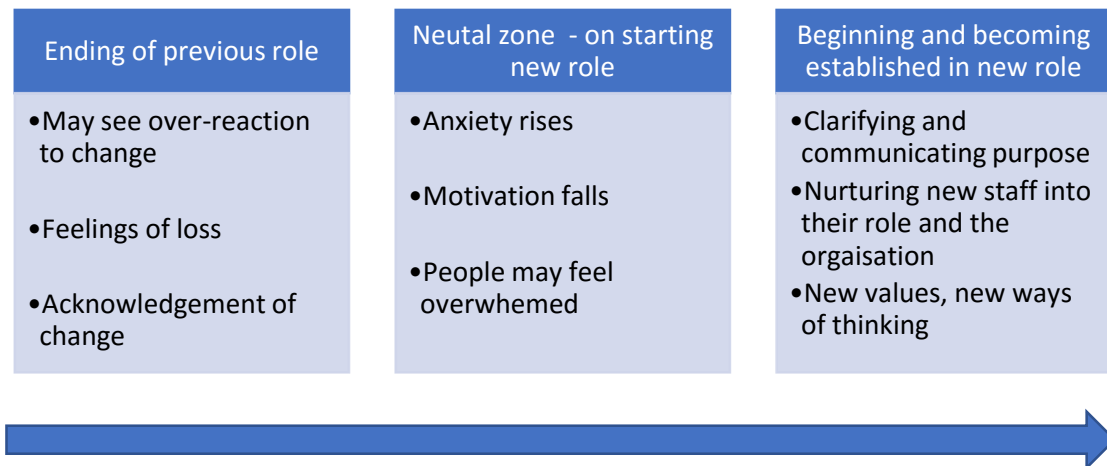 Ending of previous role
•May see over-reaction
to change
•Feelings of loss
•Acknowledgement of
change
Neutal zone - on starting
new role
•Anxiety rises
•Motivation falls
•People may feel
overwhemed
Beginning and becoming
established in new role
•Clarifying and
communicating purpose
•Nurturing new staff into
their role and the
orgaisation
•New values, new ways
of thinking